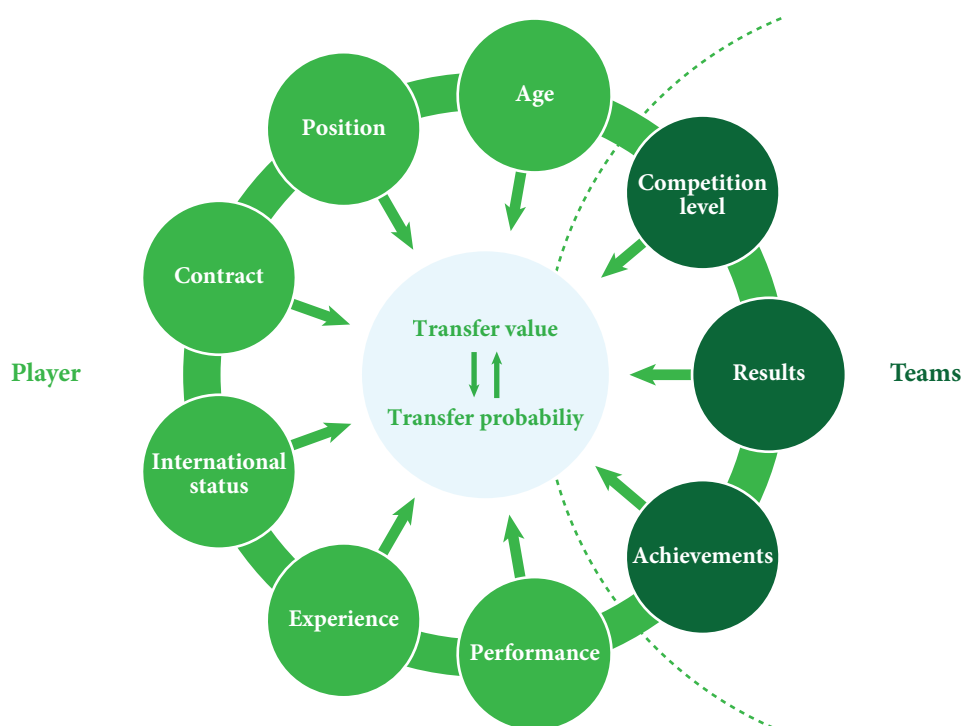 Age
Position
Competition
level
Contract
Transfer value
Player
Results
Teams
Transfer probabiliy
International
status
Achievements
Experience
Performance